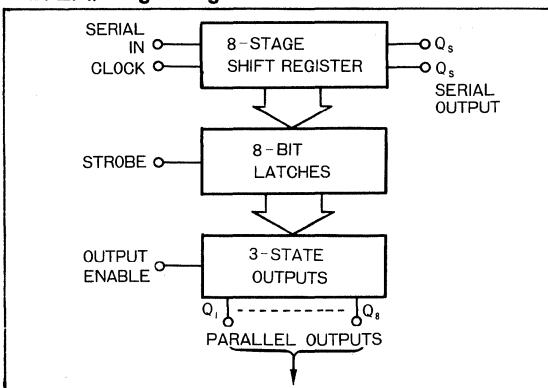 SERIAL
IN
CLOCK
8-STAGE
SHIFT REGISTER
Qs
Qs
SERIAL
OUTPUT
STROBE
8-BIT
LATCHES
OUTPUT
ENABLE
3-STATE
OUTPUTS
Q1 Q8
PARALLEL OUTPUTS